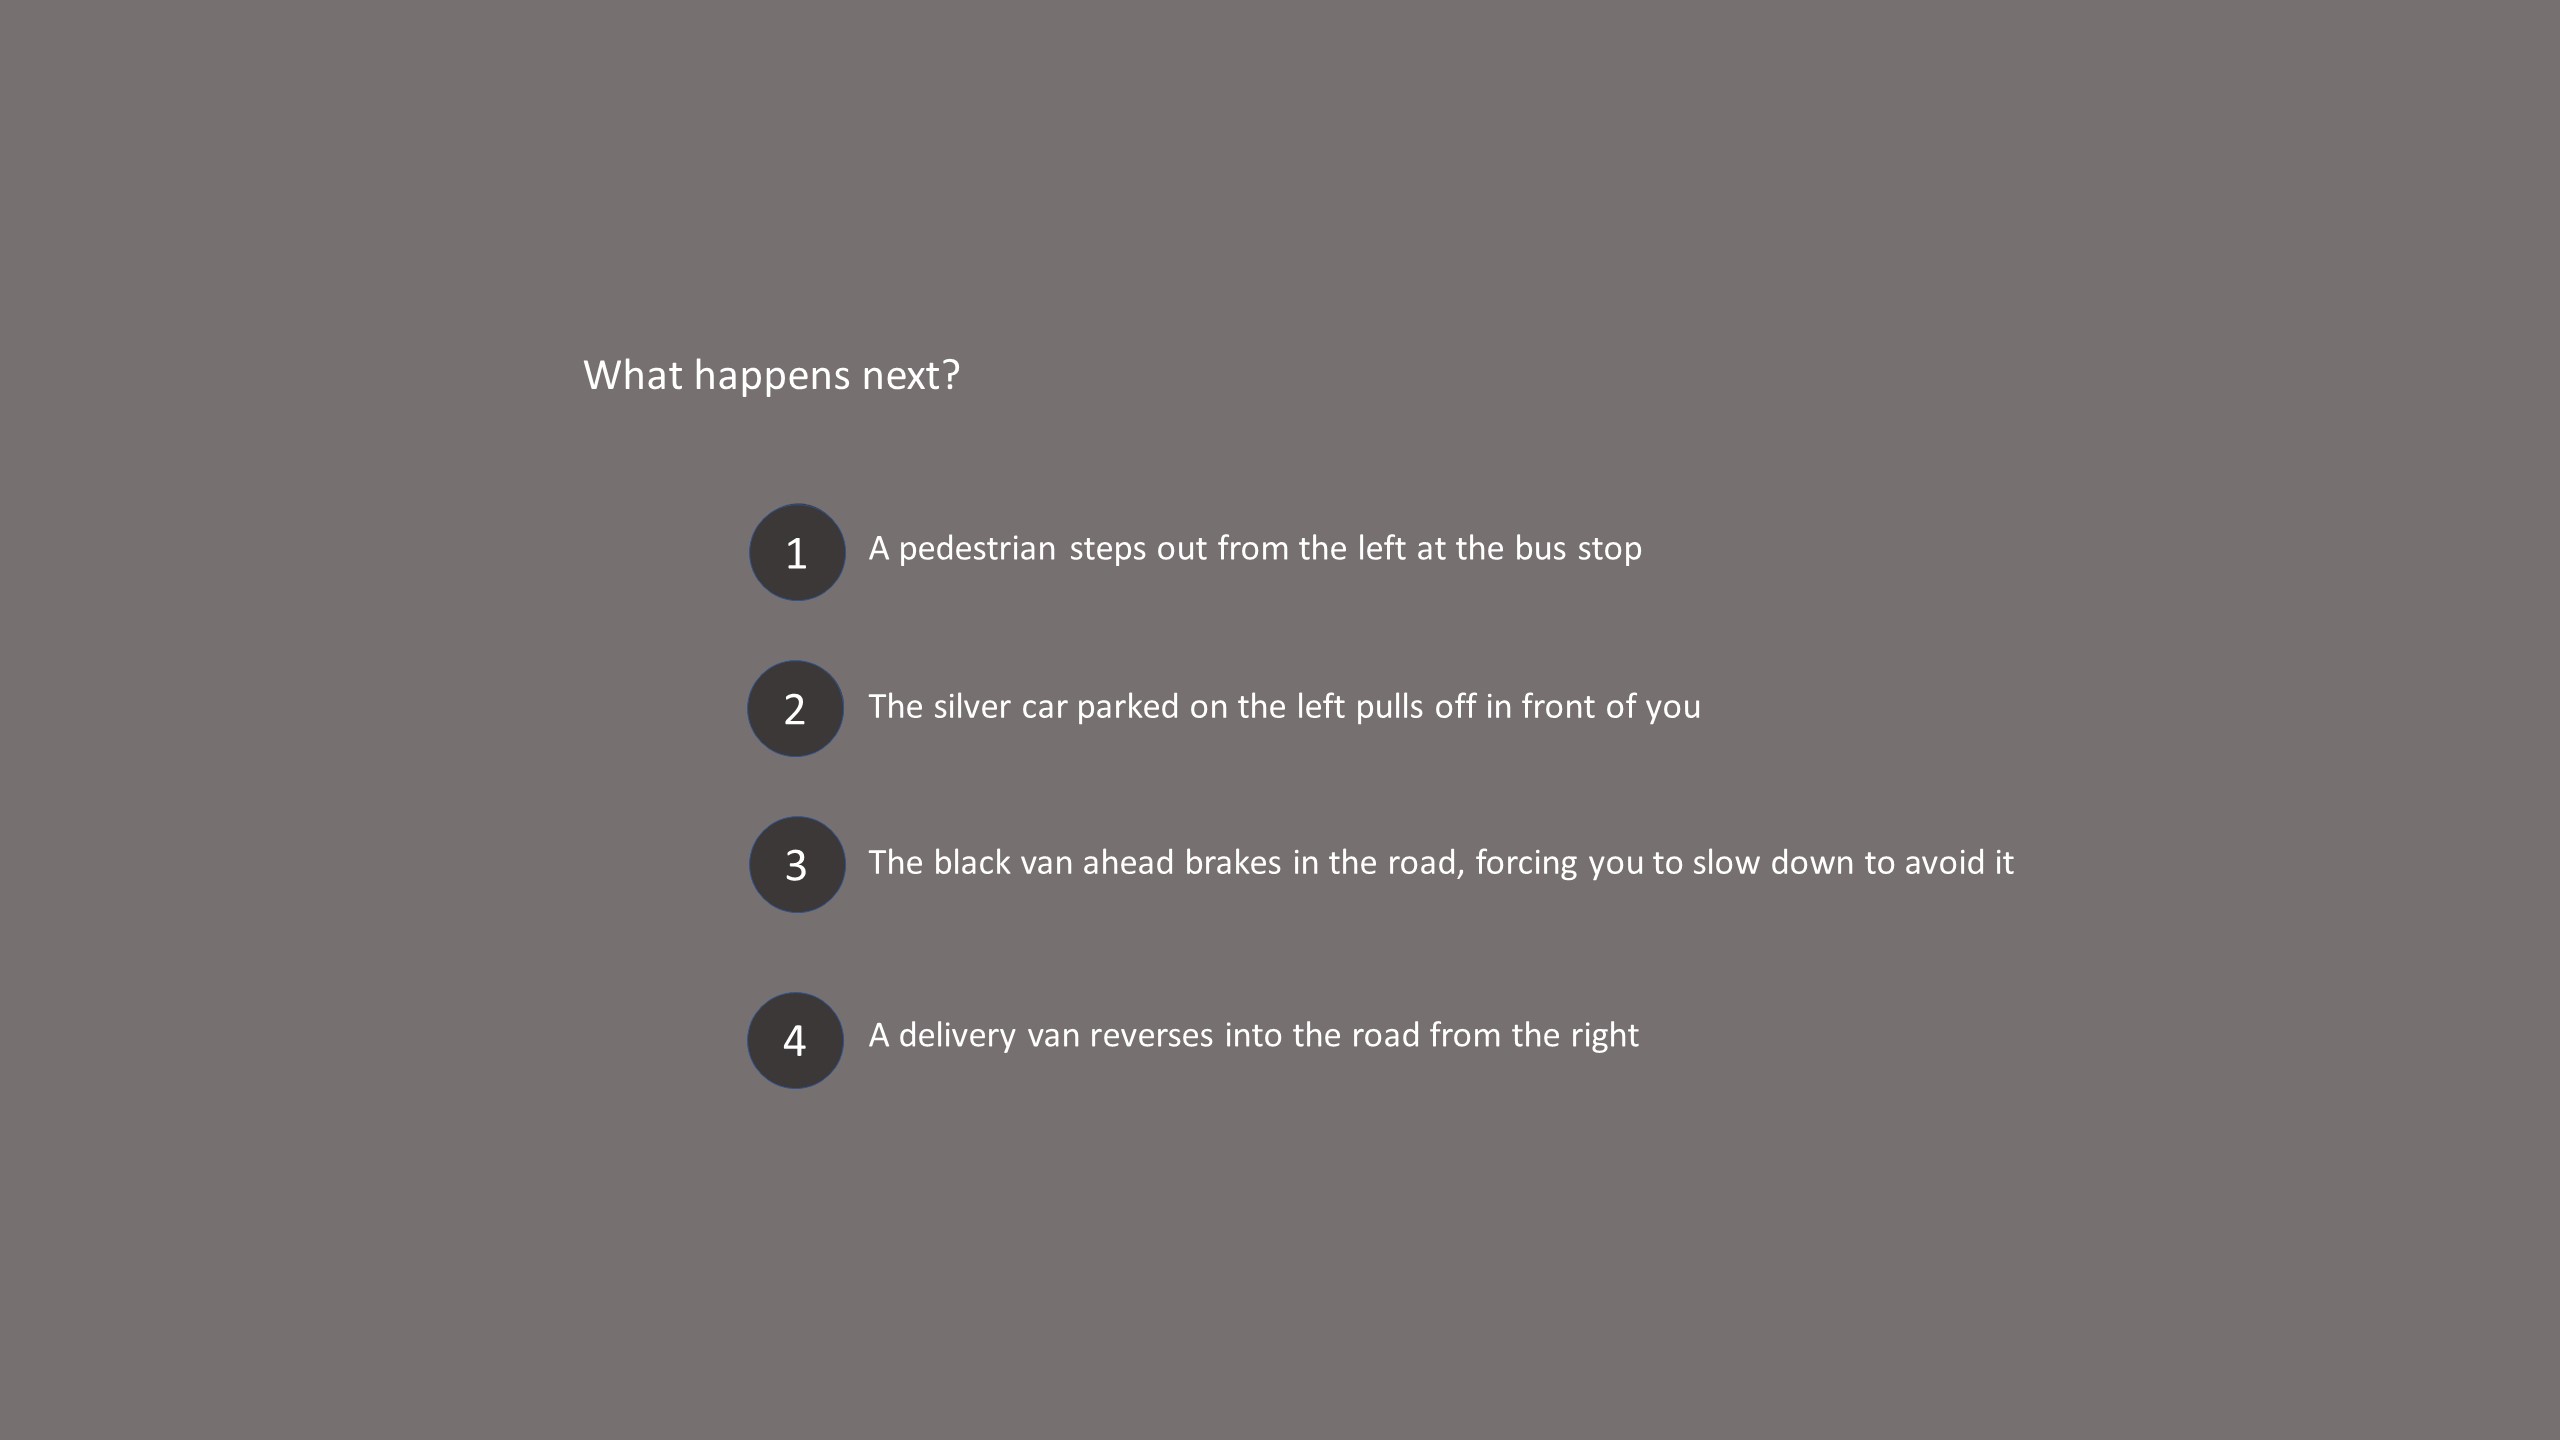 What happens next?
1 A pedestrian steps out from the left at the bus stop
2 The silver car parked on the left pulls off in front of you
3 The black van ahead brakes in the road, forcing you to slow down to avoid it
4 A delivery van reverses into the road from the right